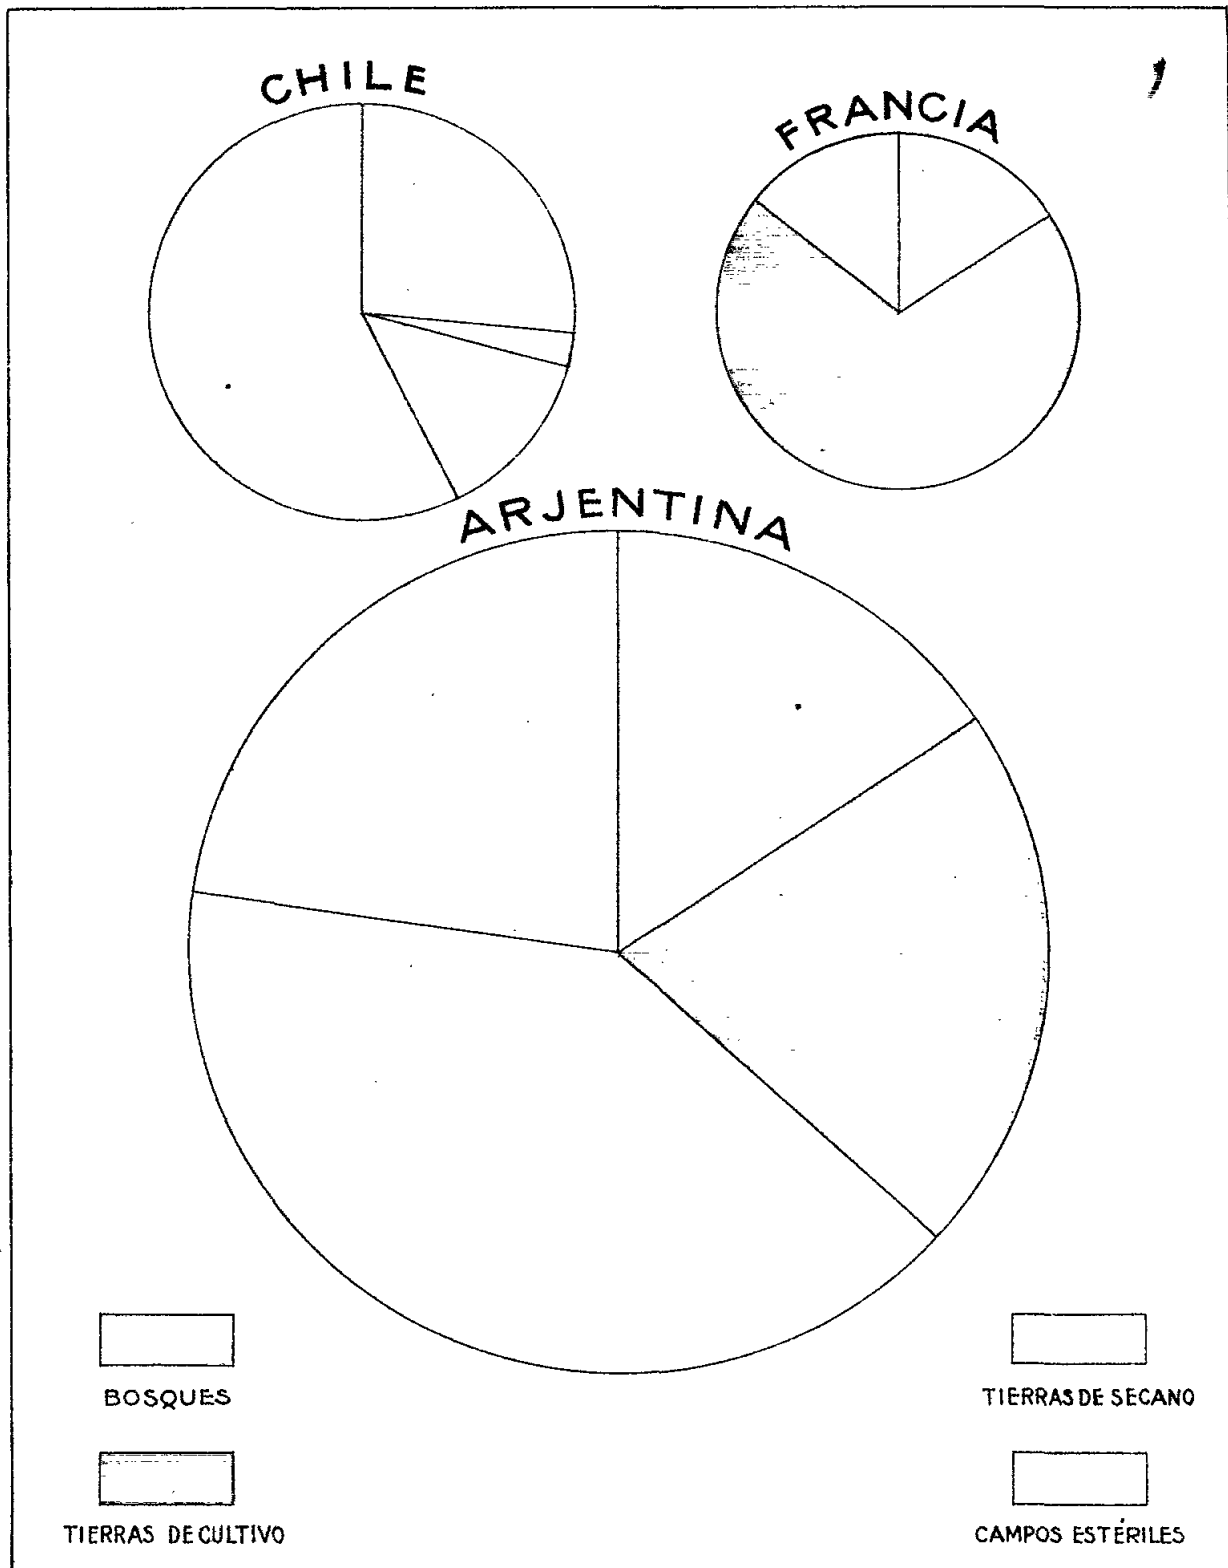 CHILE
FRANCIA
ARJENTINA
BOSQUES
TIERRAS DE SECANO
TIERRAS DE CULTIVO
CAMPOS ESTÉRILES